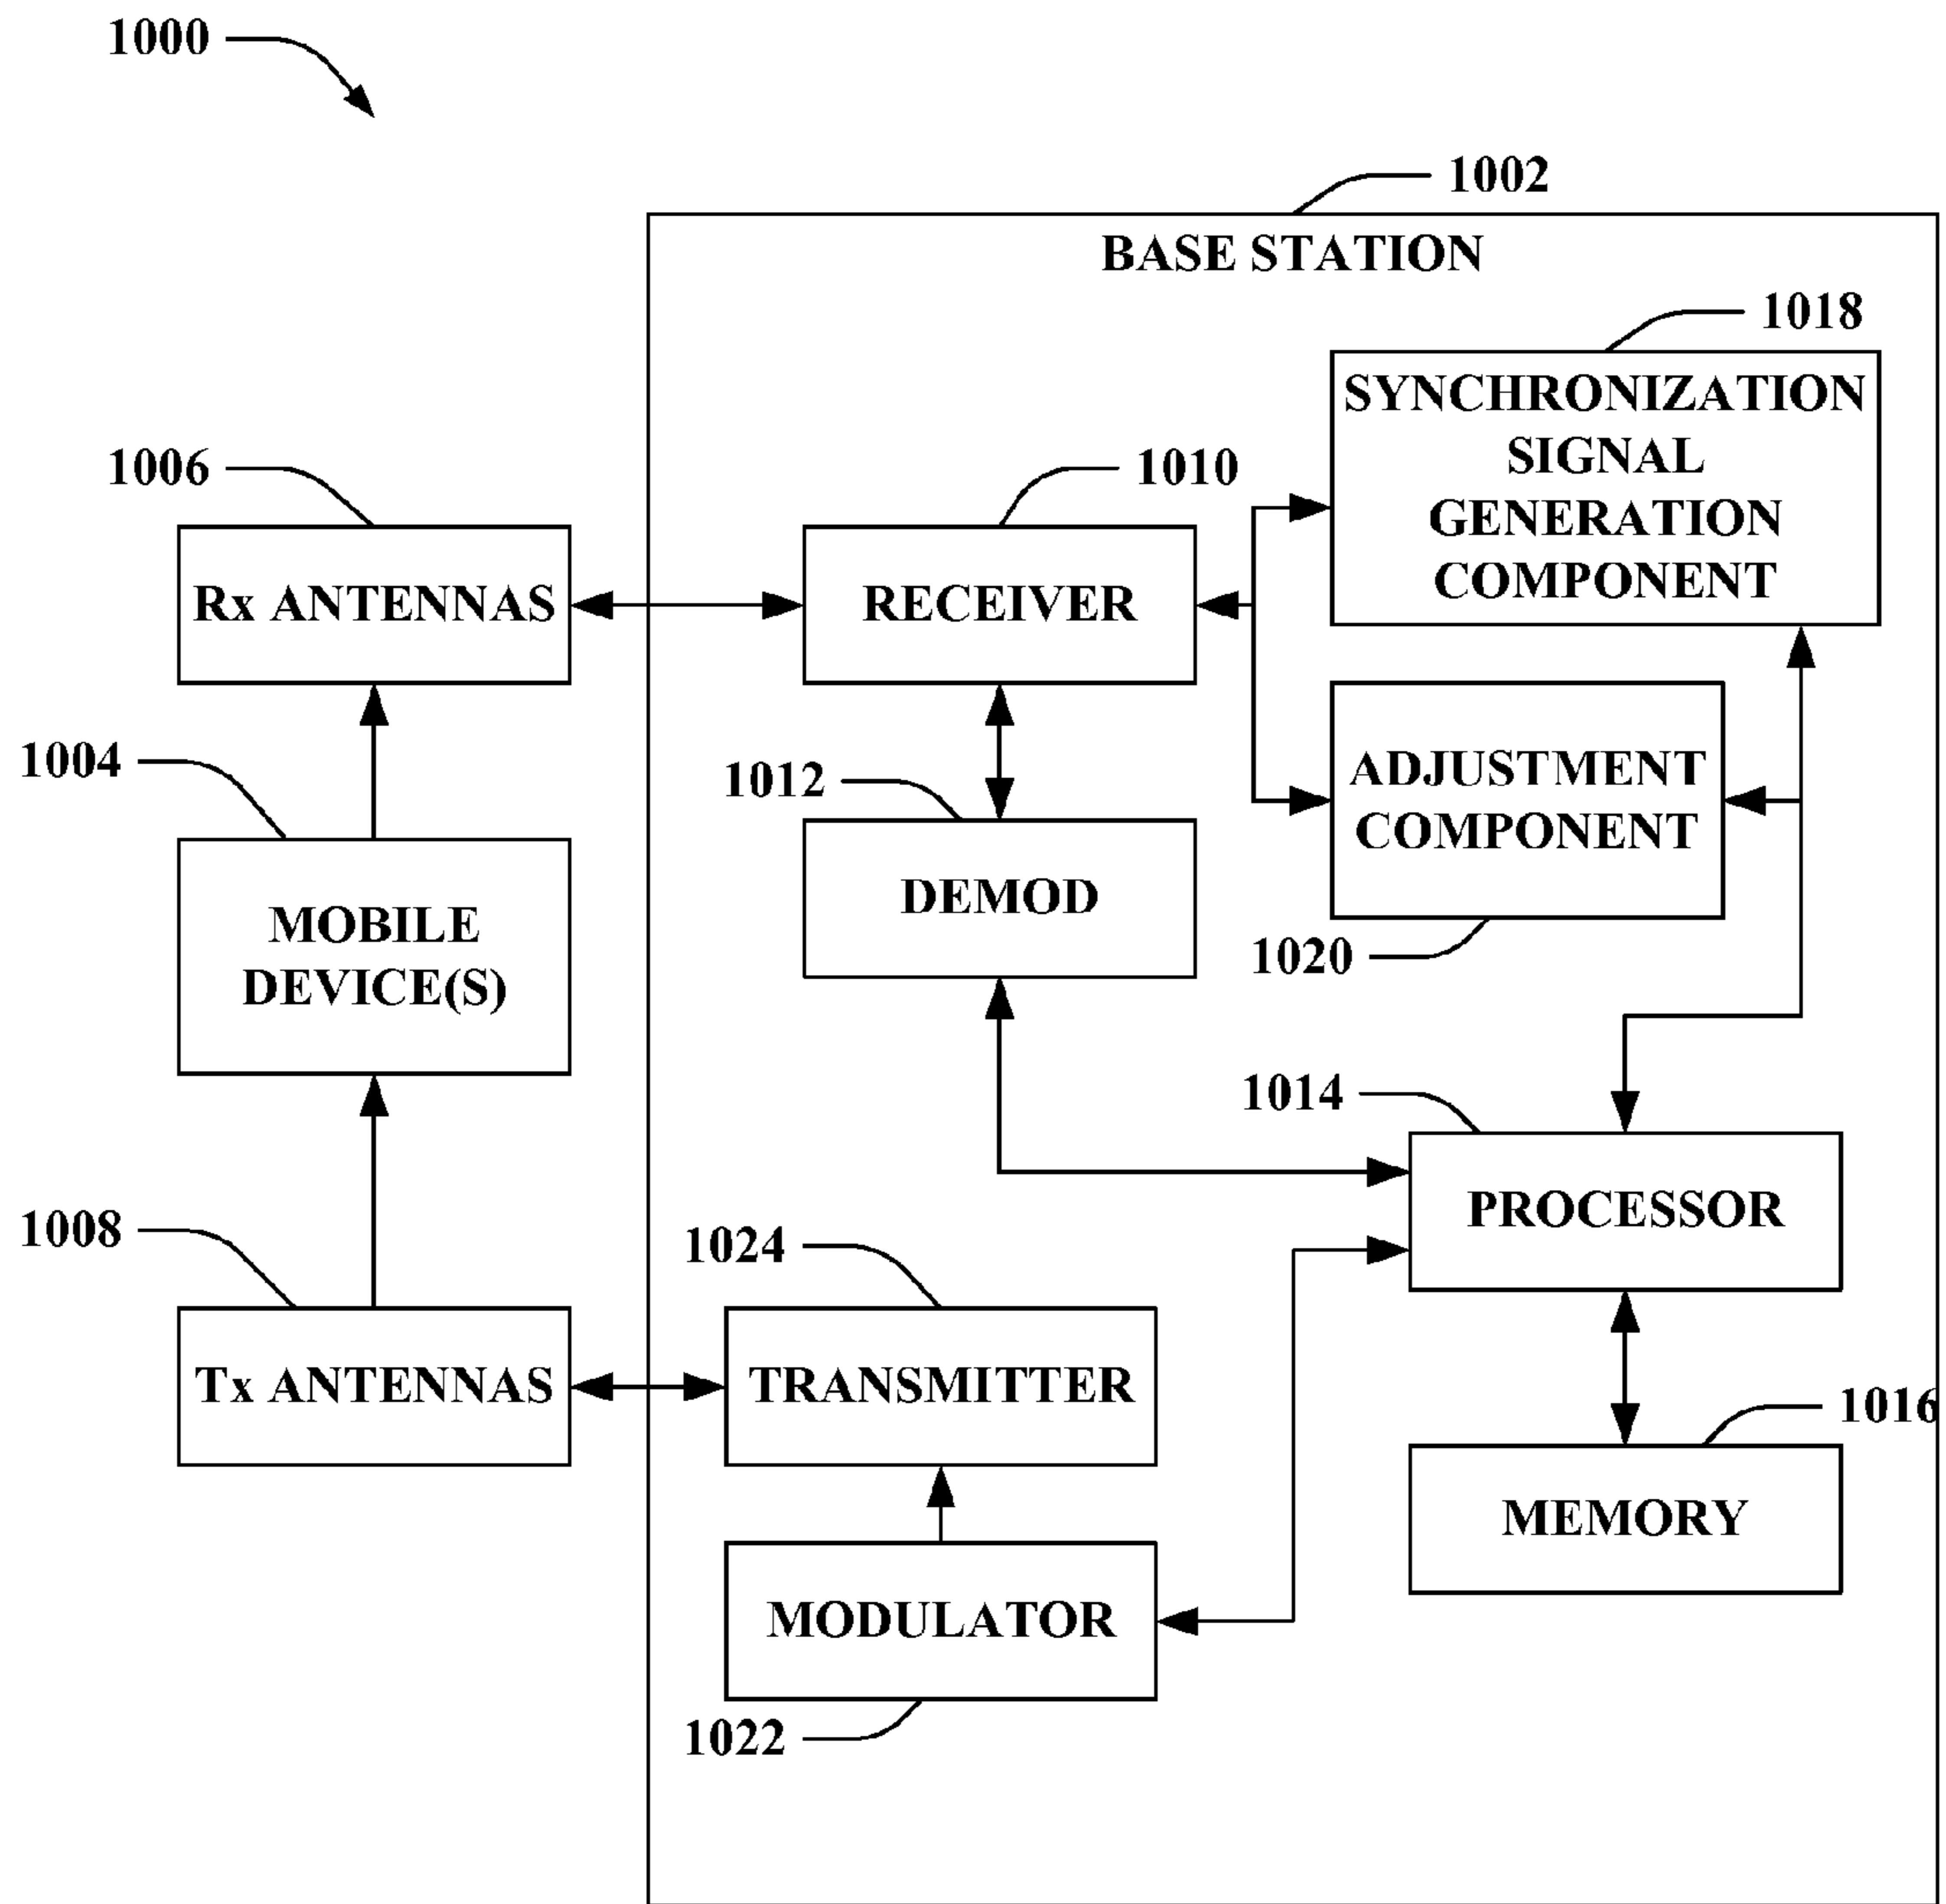 1000
1002
BASE STATION
1018
SYNCHRONIZATION
SIGNAL
GENERATION
COMPONENT
1006
1010
Rx ANTENNAS
RECEIVER
1004
1012
ADJUSTMENT
COMPONENT
MOBILE
DEVICE(S)
DEMOD
1020
1014
1008
1024
PROCESSOR
Tx ANTENNAS
TRANSMITTER
1016
MEMORY
MODULATOR
1022